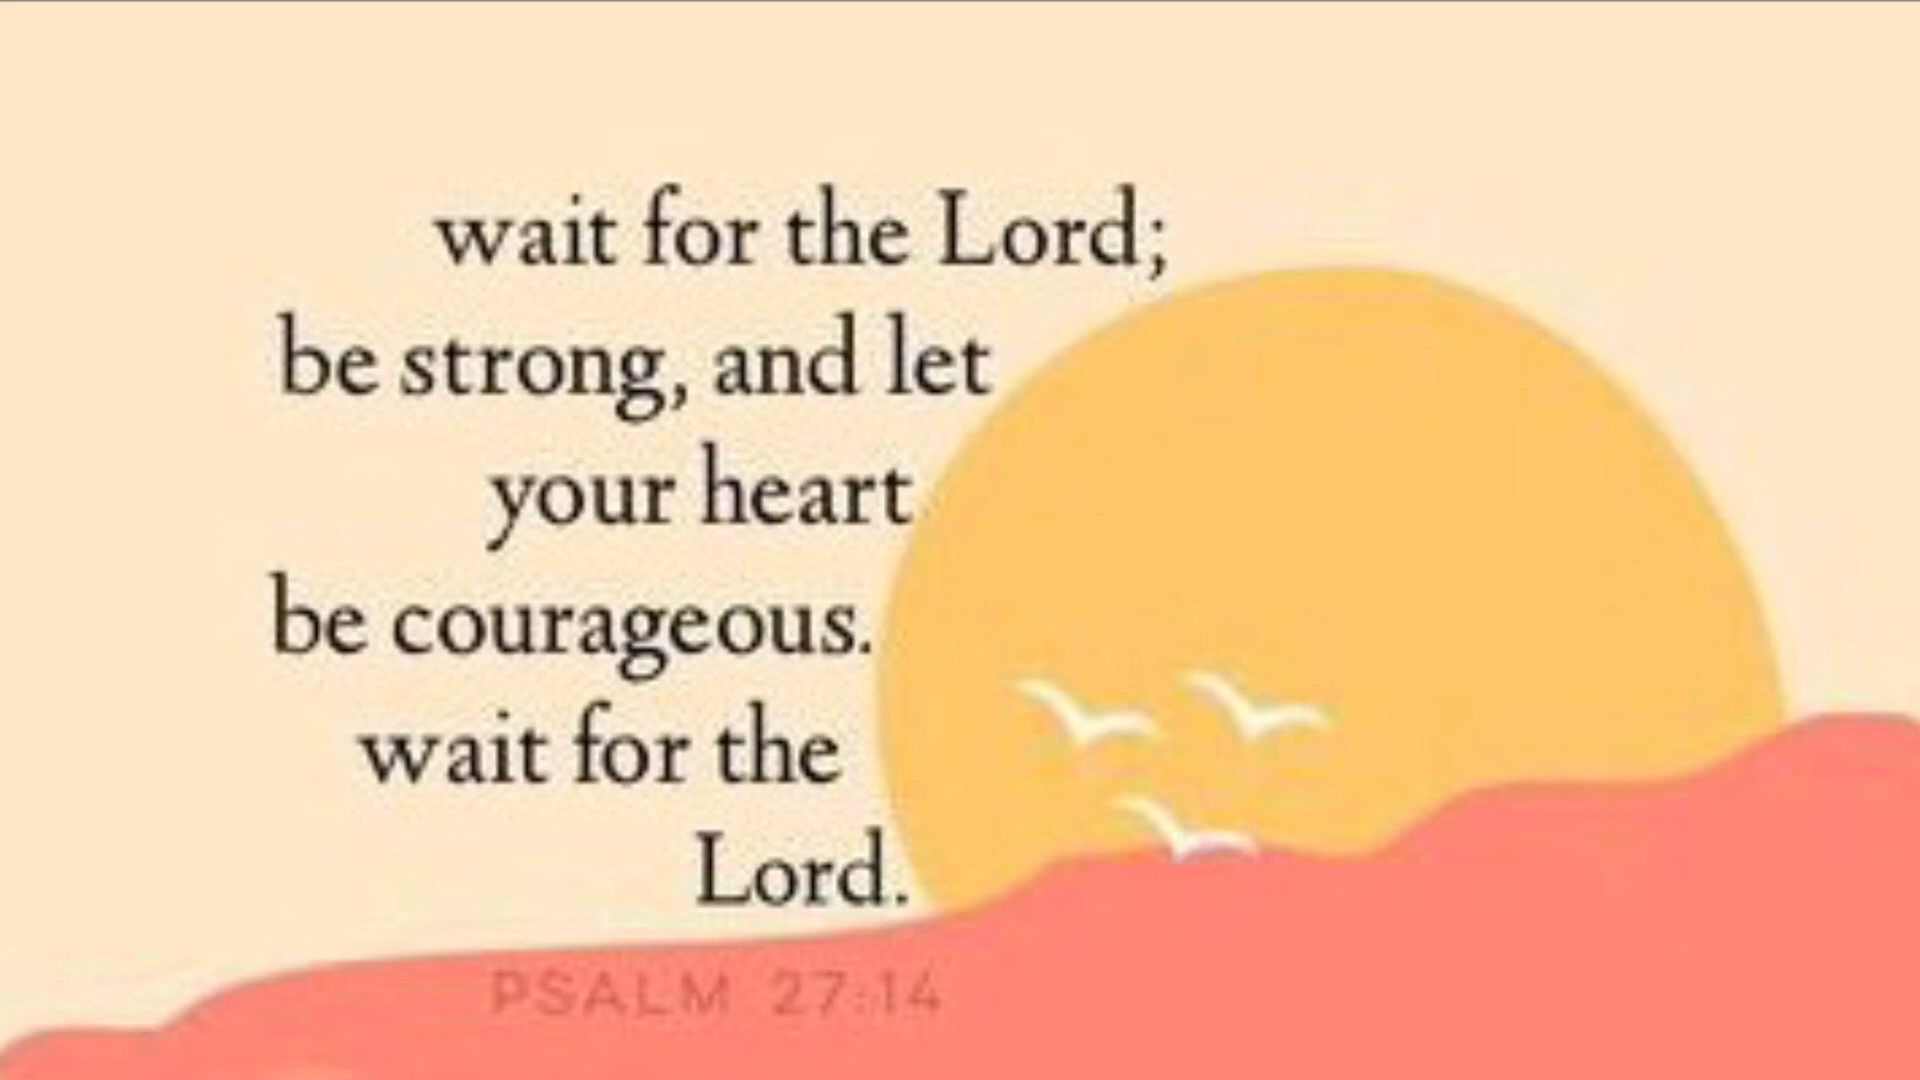 wait for the Lord;
be strong, and let
your heart
be courageous.
wait for the
Lord.
PSALM 27:14